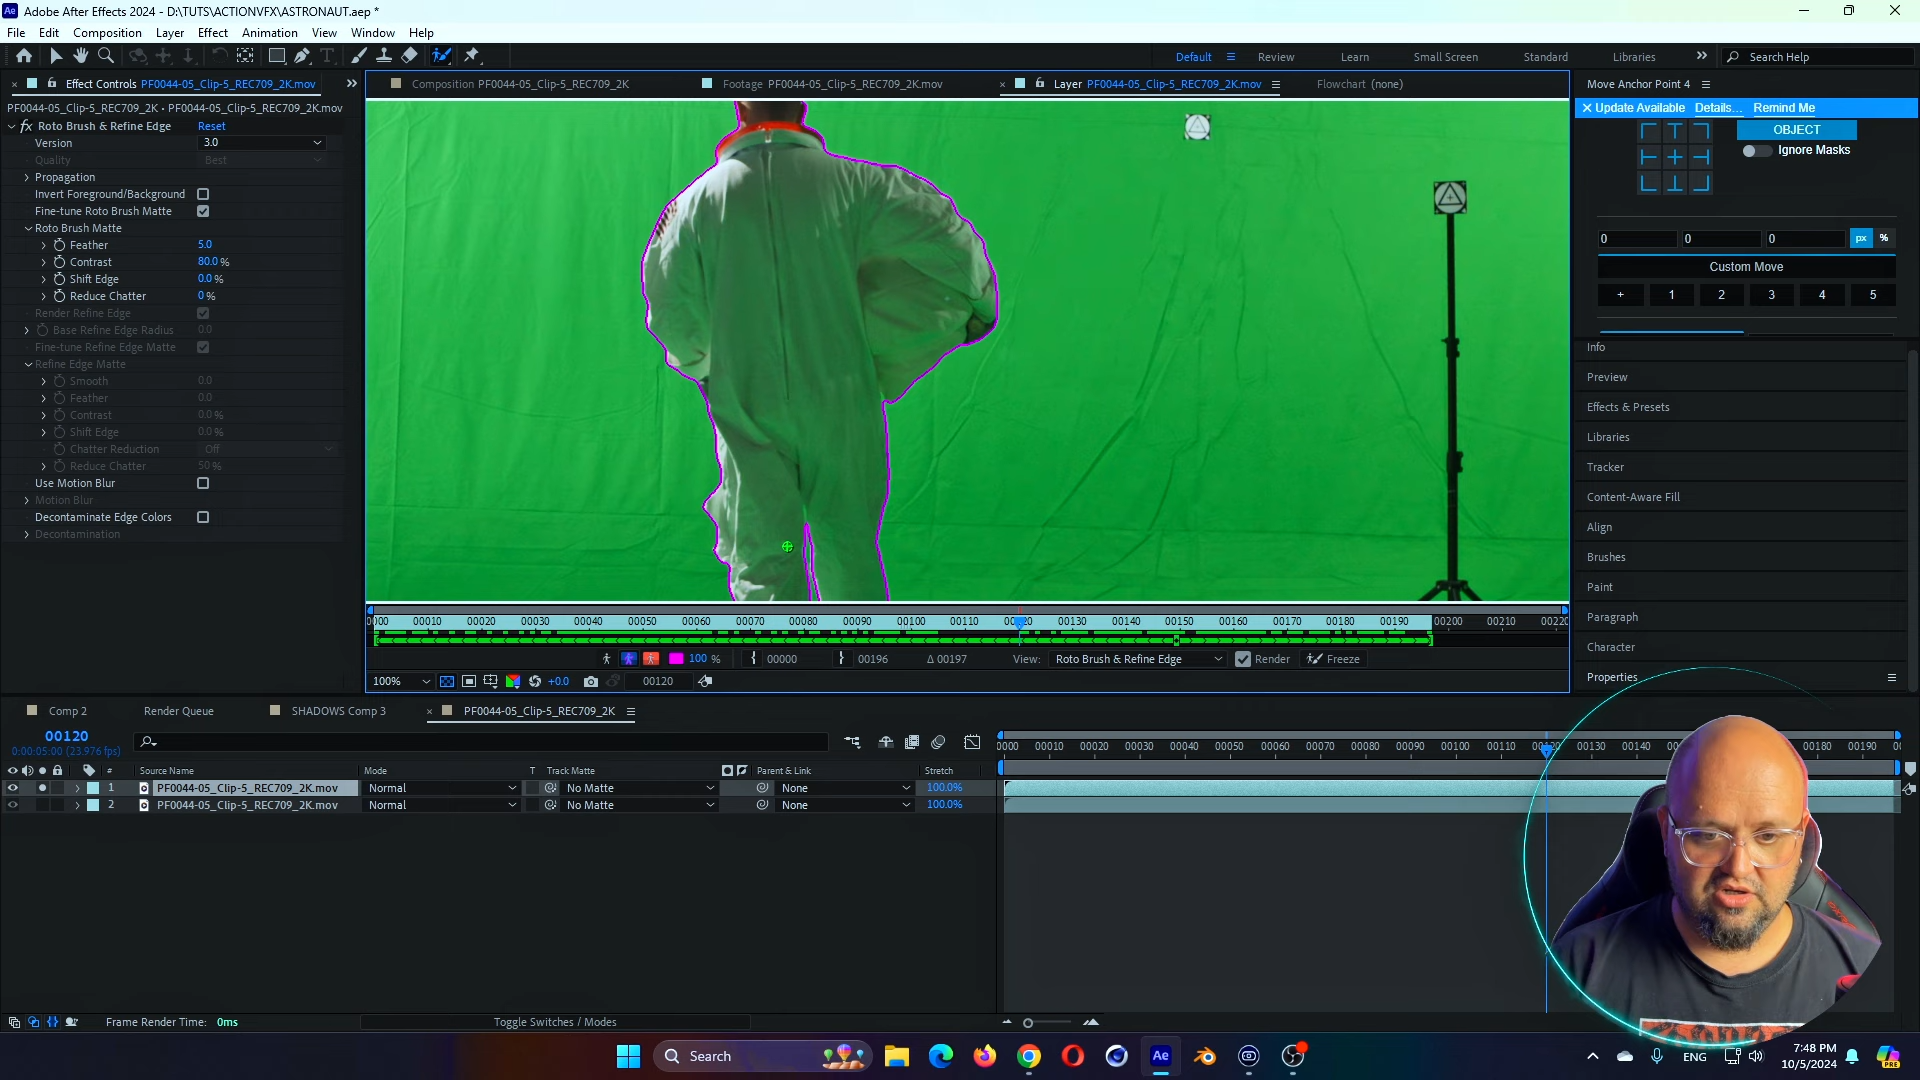 Adobe After Effects 2024 - D:\TUTS\ACTIONVFX\ASTRONAUT.aep *
File Edit Composition Layer Effect Animation View Window Help
Default Review Learn Small Screen Standard Libraries Search Help
Effect Controls PF0044-05_Clip-5_REC709_2K.mov
Composition PF0044-05_Clip-5_REC709_2K Footage PF0044-05_Clip-5_REC709_2K.mov Layer PF0044-05_Clip-5_REC709_2K.mov Flowchart (none)
Move Anchor Point 4
PF0044-05_Clip-5_REC709_2K • PF0044-05_Clip-5_REC709_2K.mov
Update Available Details... Remind Me
Roto Brush & Refine Edge Reset
OBJECT
Version 3.0
Ignore Masks
Quality Best
Propagation
Invert Foreground/Background
Fine-tune Roto Brush Matte
Roto Brush Matte
Feather 5.0
0 0 0 px %
Contrast 80.0 %
Custom Move
Shift Edge 0.0 %
Reduce Chatter 0 %
+ 1 2 3 4 5
Render Refine Edge
Base Refine Edge Radius 0.0
Fine-tune Refine Edge Matte
Info
Refine Edge Matte
Preview
Smooth 0.0
Feather 0.0
Effects & Presets
Contrast 0.0 %
Shift Edge 0.0 %
Libraries
Chatter Reduction Off
Reduce Chatter 50 %
Tracker
Use Motion Blur
Content-Aware Fill
Motion Blur
Decontaminate Edge Colors
Align
Decontamination
Brushes
Paint
Paragraph
Character
Properties
00010 00020 00030 00040 00050 00060 00070 00080 00090 00100 00110 00130 00140 00150 00160 00170 00180 00190 00200 00210
100 % 00000 00196 Δ 00197 View: Roto Brush & Refine Edge Render Freeze
100% +0.0 00120
Comp 2 Render Queue SHADOWS Comp 3 PF0044-05_Clip-5_REC709_2K
00120
0:00:05:00 (23.976 fps)
0000 00010 00020 00030 00040 00050 00060 00070 00080 00090 00100 00110 00130 00140 00180 00190
# Source Name Mode T Track Matte Parent & Link Stretch
1 PF0044-05_Clip-5_REC709_2K.mov Normal No Matte None 100.0%
2 PF0044-05_Clip-5_REC709_2K.mov Normal No Matte None 100.0%
Frame Render Time: 0ms Toggle Switches / Modes
Search
ENG
7:48 PM
10/5/2024